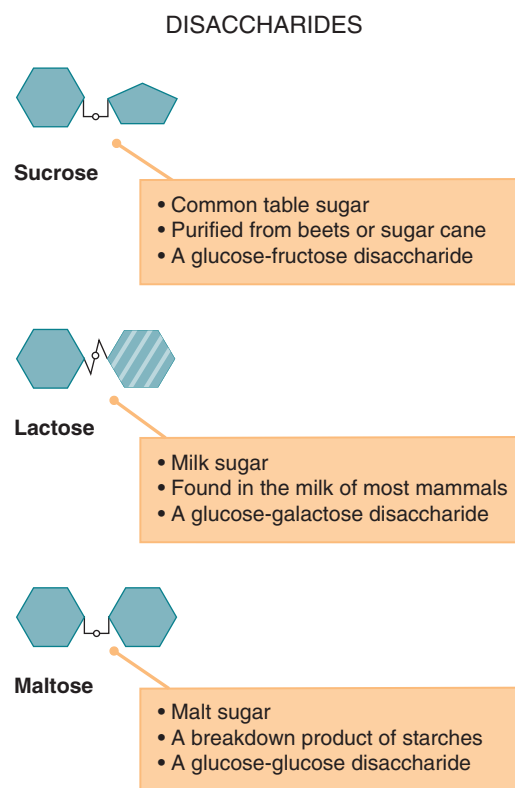 DISACCHARIDES
Sucrose
• Common table sugar
• Purified from beets or sugar cane
• A glucose-fructose disaccharide
Lactose
• Milk sugar
• Found in the milk of most mammals
• A glucose-galactose disaccharide
Maltose
• Malt sugar
• A breakdown product of starches
• A glucose-glucose disaccharide